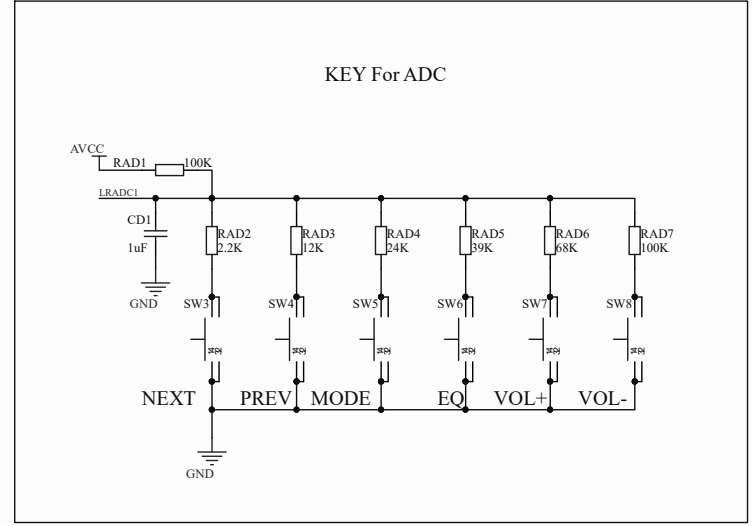 KEY For ADC
AVCC
RAD1 100K
LRADC1
CD1
1uF
GND
RAD2
2.2K
RAD3
12K
RAD4
24K
RAD5
39K
RAD6
68K
RAD7
100K
SW3 SW4 SW5 SW6 SW7 SW8
NEXT PREV MODE EQ VOL+ VOL-
GND